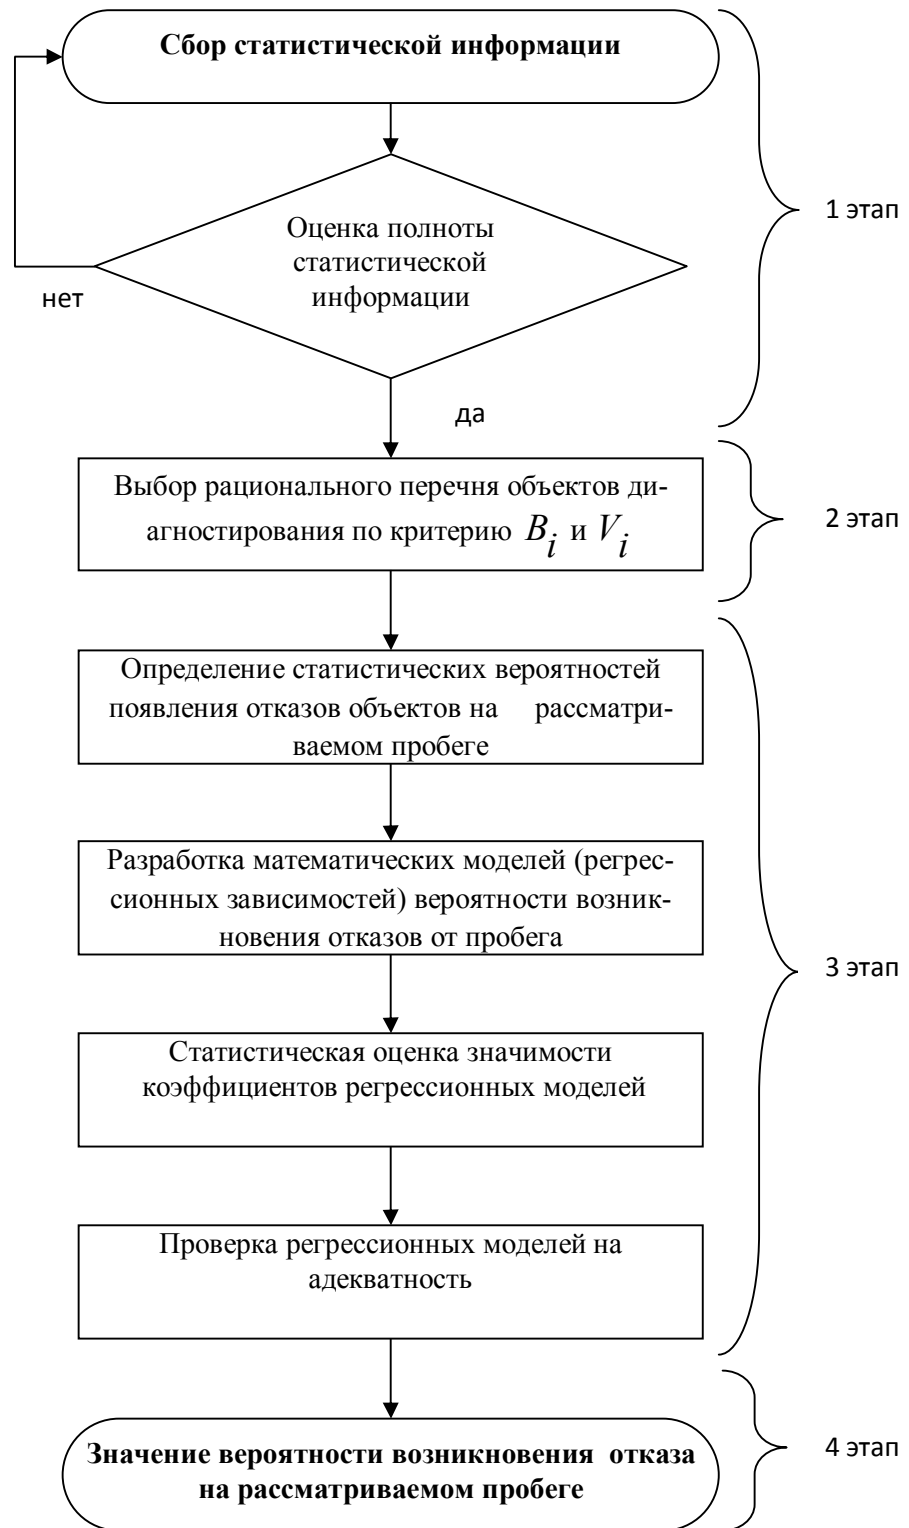 Сбор статистической информации
Оценка полноты
статистической
информации
1 этап
нет
да
Выбор рационального перечня объектов ди-
агностирования по критерию B_i и V_i
2 этап
Определение статистических вероятностей
появления отказов объектов на рассматри-
ваемом пробеге
Разработка математических моделей (регрес-
сионных зависимостей) вероятности возник-
новения отказов от пробега
3 этап
Статистическая оценка значимости
коэффициентов регрессионных моделей
Проверка регрессионных моделей на
адекватность
Значение вероятности возникновения отказа
на рассматриваемом пробеге
4 этап